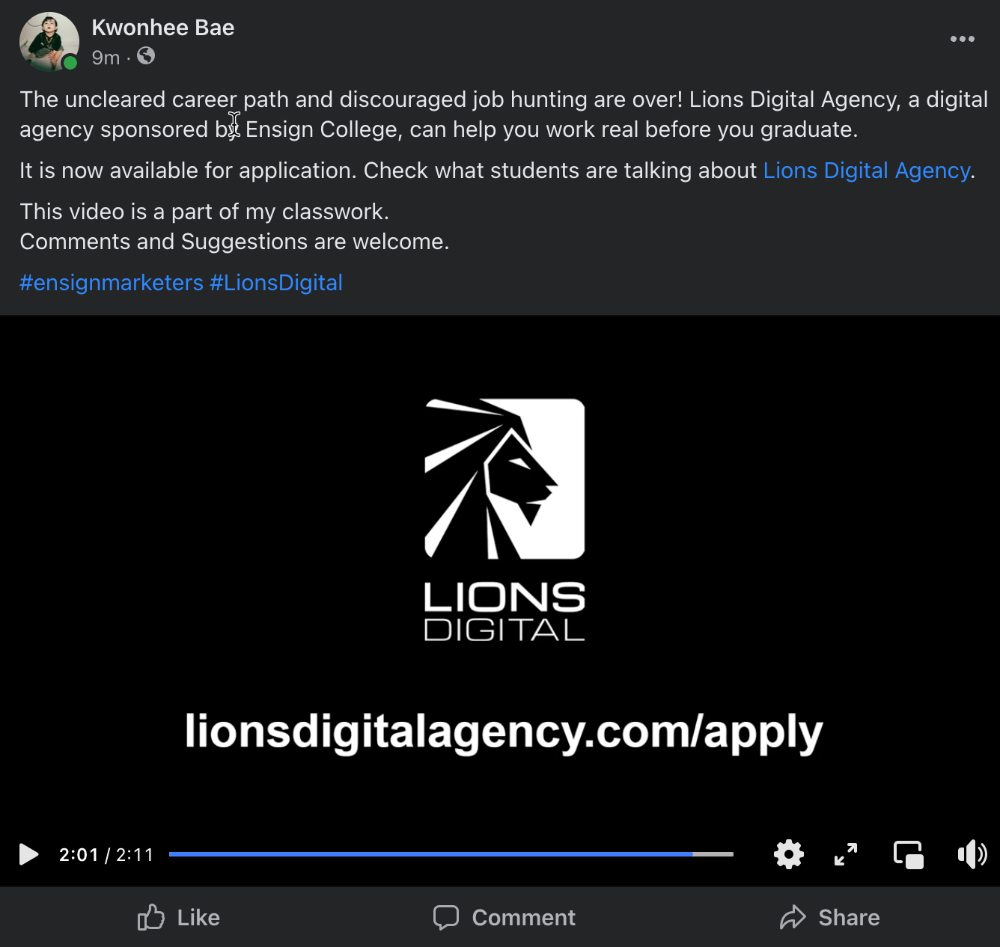 Kwonhee Bae
9m ·
The uncleared career path and discouraged job hunting are over! Lions Digital Agency, a digital
agency sponsored by Ensign College, can help you work real before you graduate.
It is now available for application. Check what students are talking about Lions Digital Agency.
This video is a part of my classwork.
Comments and Suggestions are welcome.
#ensignmarketers #LionsDigital
LIONS
DIGITAL
lionsdigitalagency.com/apply
2:01 / 2:11
Like Comment Share